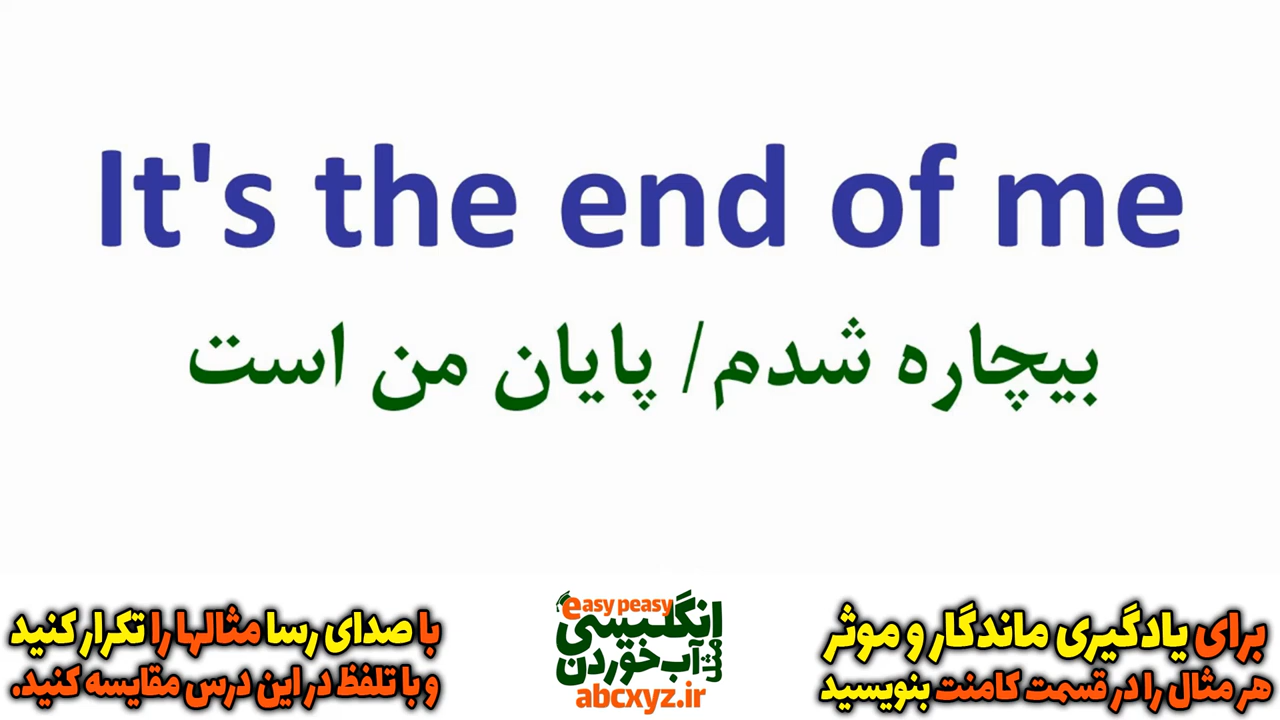 It's the end of me
بیچاره شدم/ پایان من است
برای یادگیری ماندگار و موثر
هر مثال را در قسمت کامنت بنویسید
easy peasy
انگلیسی
مثل آب خوردن
abcxyz.ir
با صدای رسا مثالها را تکرار کنید
و با تلفظ در این درس مقایسه کنید.